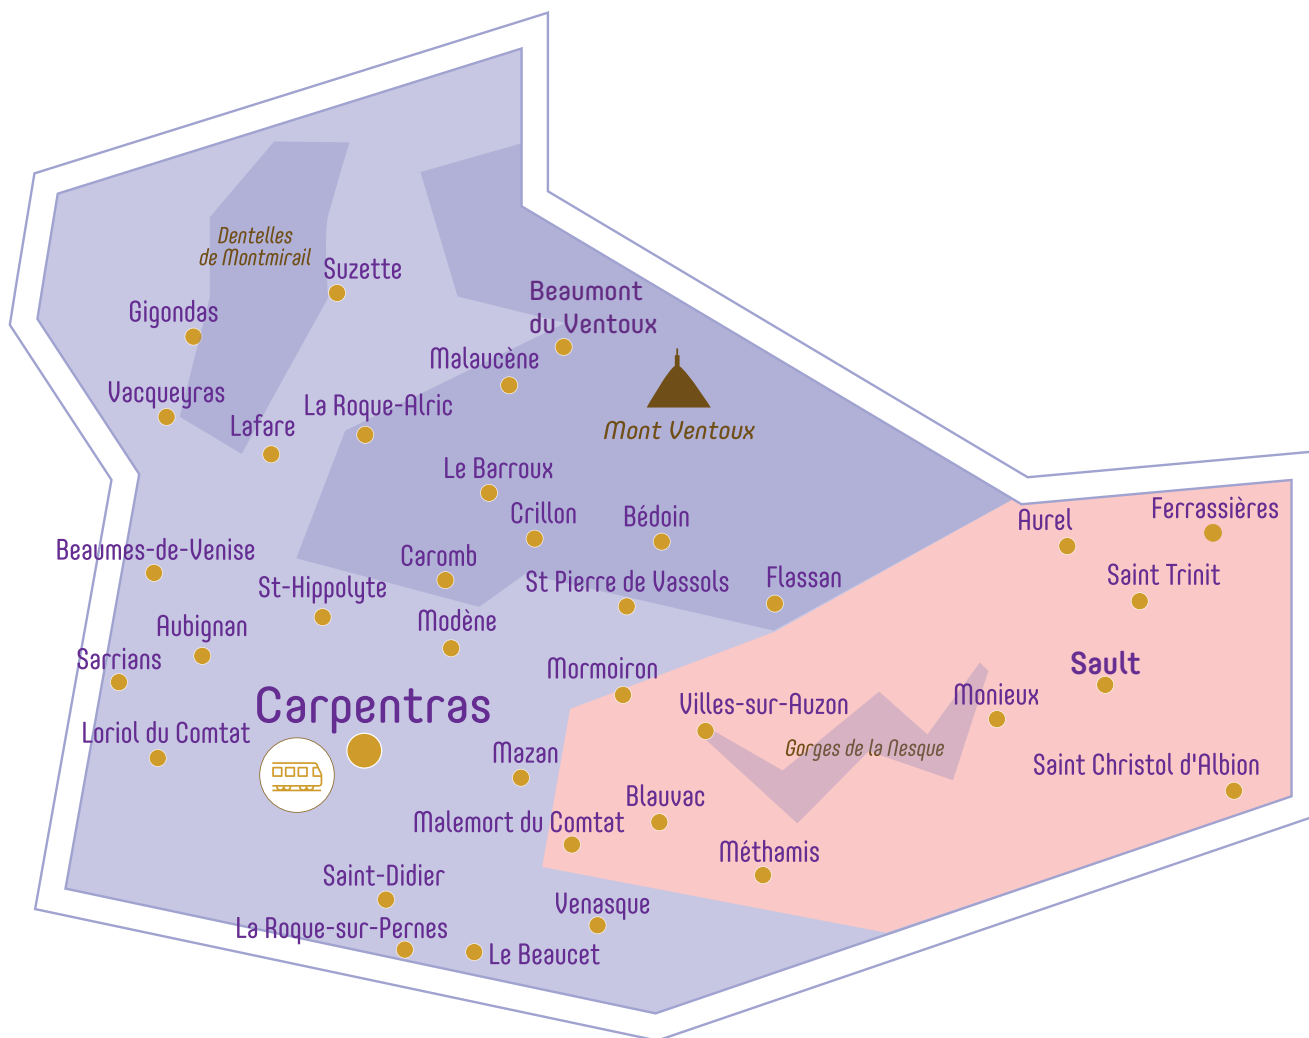 Dentelles
de Montmirail
Suzette
Gigondas
Beaumont
du Ventoux
Malaucène
Vacqueyras
La Roque-Alric
Lafare
Mont Ventoux
Le Barroux
Crillon
Bédoin
Aurel
Ferrassières
Beaumes-de-Venise
Caromb
St-Hippolyte
St Pierre de Vassols
Flassan
Saint Trinit
Aubignan
Modène
Sarrians
Mormoiron
Sault
Carpentras
Villes-sur-Auzon
Monieux
Loriol du Comtat
Mazan
Gorges de la Nesque
Saint Christol d'Albion
Blauvac
Malemort du Comtat
Méthamis
Saint-Didier
Venasque
La Roque-sur-Pernes
Le Beaucet